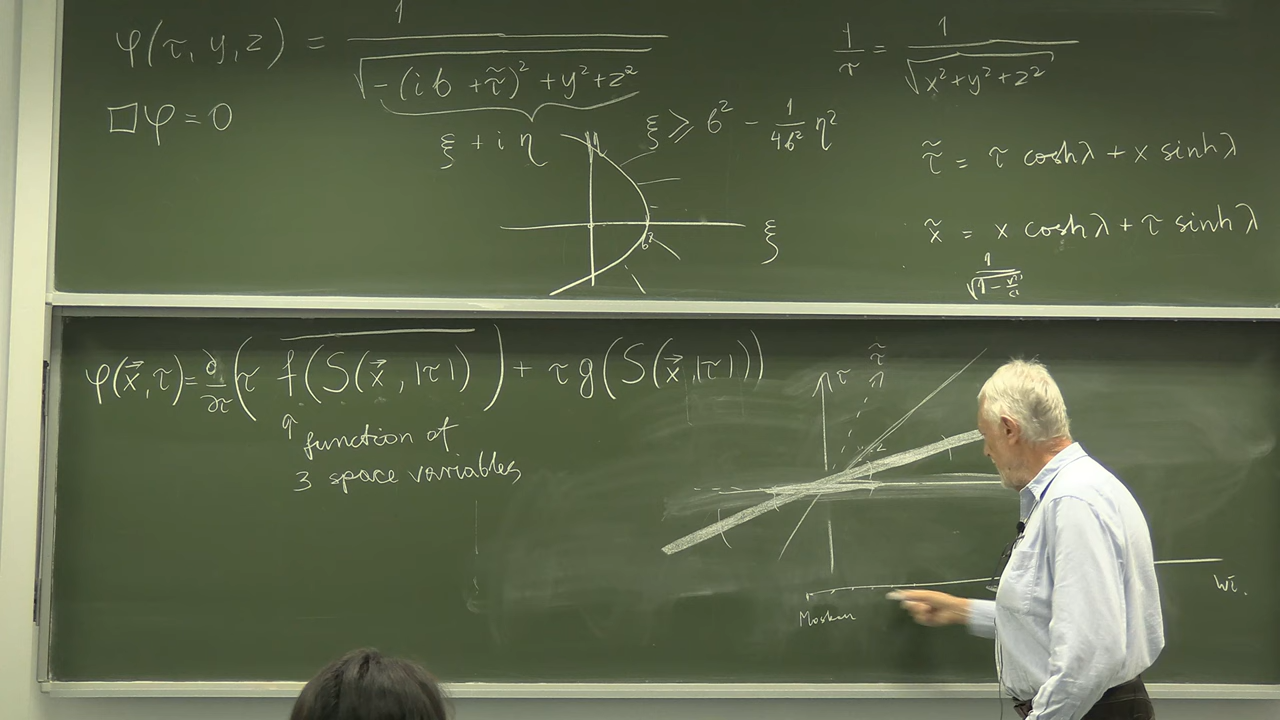 φ(τ, y, z) = 1/√(-(ib + τ̃)² + y² + z²)
□φ = 0
ξ + iη
ξ ⩾ b² - 1/(4b²) η²
b²
ξ
1/r = 1/√(x² + y² + z²)
τ̃ = τ coshλ + x sinhλ
x̃ = x coshλ + τ sinhλ
φ(x⃗, τ) = ∂/∂τ (τ f(S(x⃗, |τ|))) + τ g(S(x⃗, |τ|))
function of
3 space variables
τ
τ̃